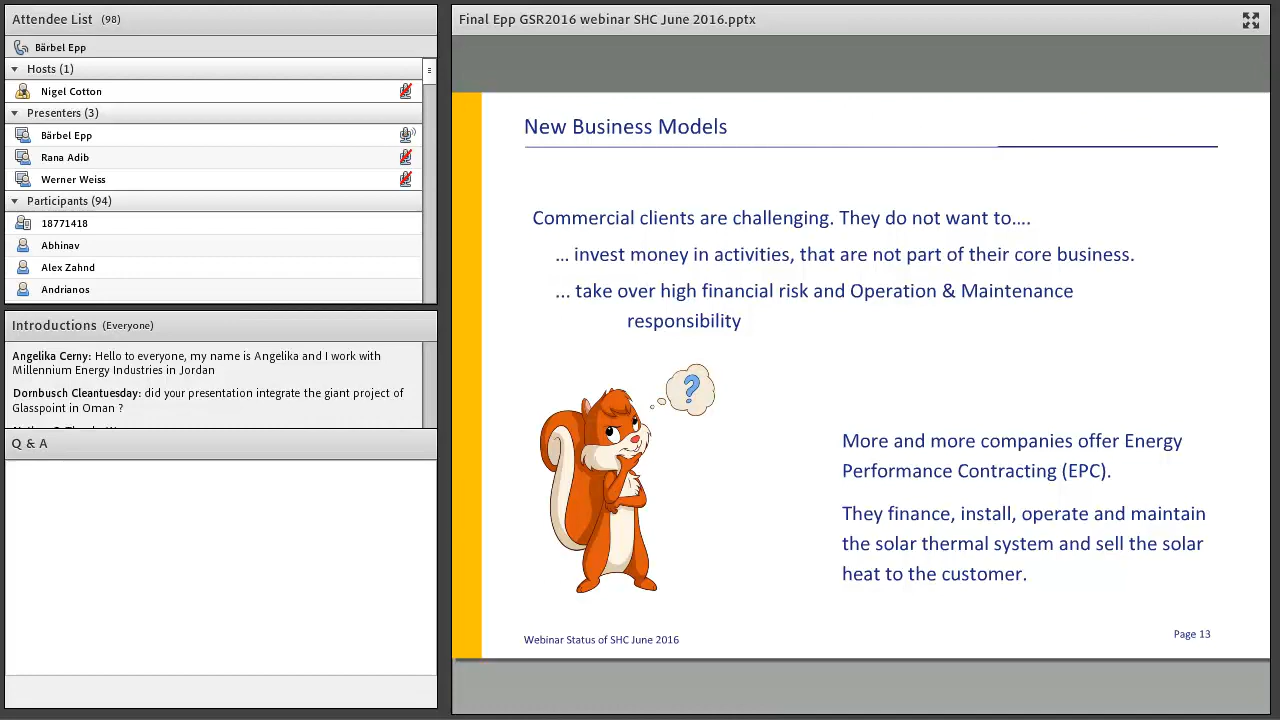 Attendee List (98)
Bärbel Epp
Hosts (1)
Nigel Cotton
Presenters (3)
Bärbel Epp
Rana Adib
Werner Weiss
Participants (94)
18771418
Abhinav
Alex Zahnd
Andrianos
Introductions (Everyone)
Angelika Cerny: Hello to everyone, my name is Angelika and I work with
Millennium Energy Industries in Jordan
Dornbusch Cleantuesday: did your presentation integrate the giant project of
Glasspoint in Oman ?
Q & A
Final Epp GSR2016 webinar SHC June 2016.pptx
New Business Models
Commercial clients are challenging. They do not want to....
... invest money in activities, that are not part of their core business.
... take over high financial risk and Operation & Maintenance
responsibility
?
More and more companies offer Energy
Performance Contracting (EPC).
They finance, install, operate and maintain
the solar thermal system and sell the solar
heat to the customer.
Webinar Status of SHC June 2016
Page 13